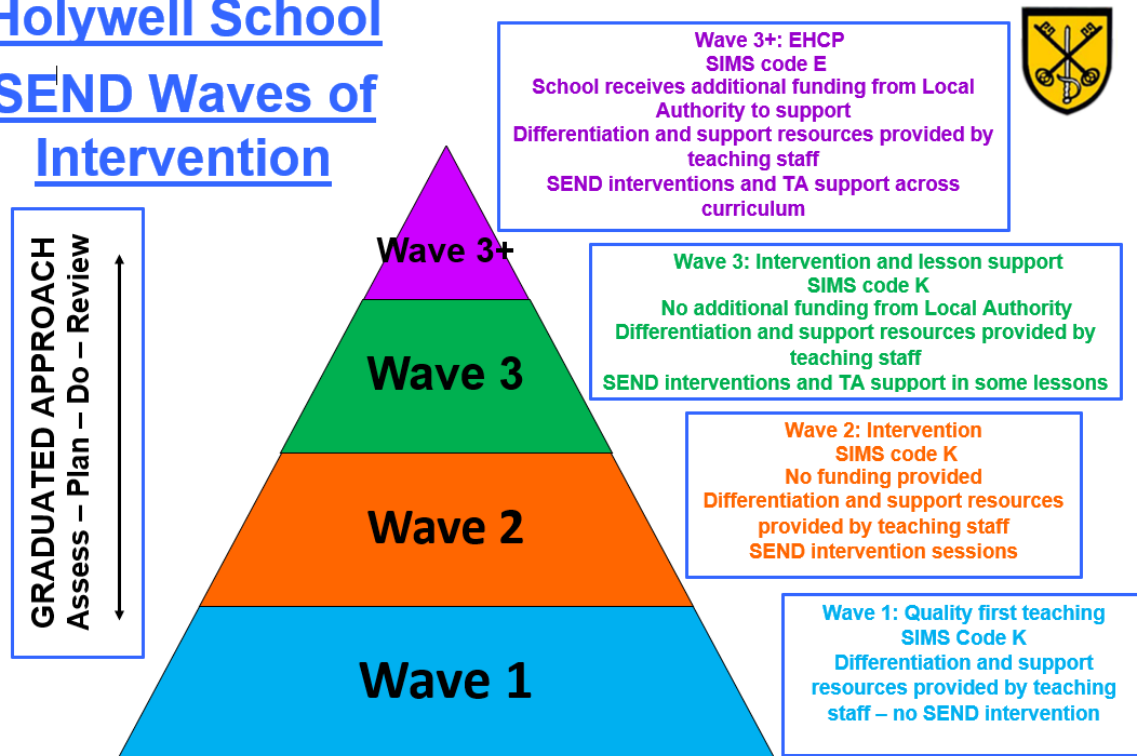 Holywell School
SEND Waves of
Intervention
Wave 3+: EHCP
SIMS code E
School receives additional funding from Local
Authority to support
Differentiation and support resources provided by
teaching staff
SEND interventions and TA support across
curriculum
GRADUATED APPROACH
Assess – Plan – Do – Review
Wave 3+
Wave 3: Intervention and lesson support
SIMS code K
No additional funding from Local Authority
Differentiation and support resources provided by
teaching staff
SEND interventions and TA support in some lessons
Wave 3
Wave 2: Intervention
SIMS code K
No funding provided
Differentiation and support resources
provided by teaching staff
SEND intervention sessions
Wave 2
Wave 1: Quality first teaching
SIMS Code K
Differentiation and support
resources provided by teaching
staff – no SEND intervention
Wave 1